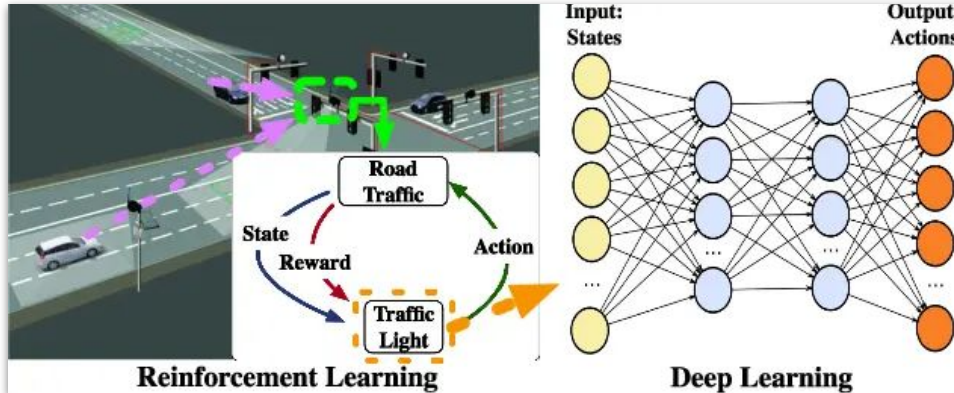 Input:
States
Output:
Actions
Road
Traffic
State
Reward
Action
Traffic
Light
...
...
...
...
Reinforcement Learning
Deep Learning